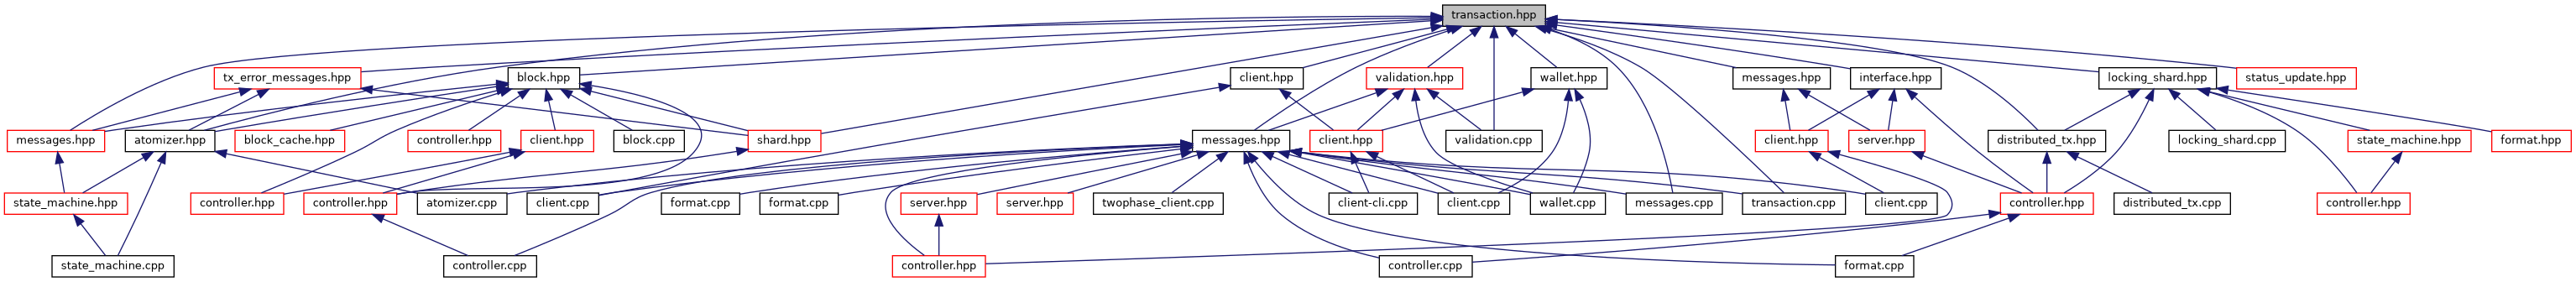 transaction.hpp
tx_error_messages.hpp
block.hpp
client.hpp
validation.hpp
wallet.hpp
messages.hpp
interface.hpp
locking_shard.hpp
status_update.hpp
messages.hpp
atomizer.hpp
block_cache.hpp
controller.hpp
client.hpp
block.cpp
shard.hpp
messages.hpp
client.hpp
validation.cpp
client.hpp
server.hpp
distributed_tx.hpp
locking_shard.cpp
state_machine.hpp
format.hpp
state_machine.hpp
controller.hpp
controller.hpp
atomizer.cpp
client.cpp
format.cpp
format.cpp
server.hpp
server.hpp
twophase_client.cpp
client-cli.cpp
client.cpp
wallet.cpp
messages.cpp
transaction.cpp
client.cpp
controller.hpp
distributed_tx.cpp
controller.hpp
state_machine.cpp
controller.cpp
controller.hpp
controller.cpp
format.cpp